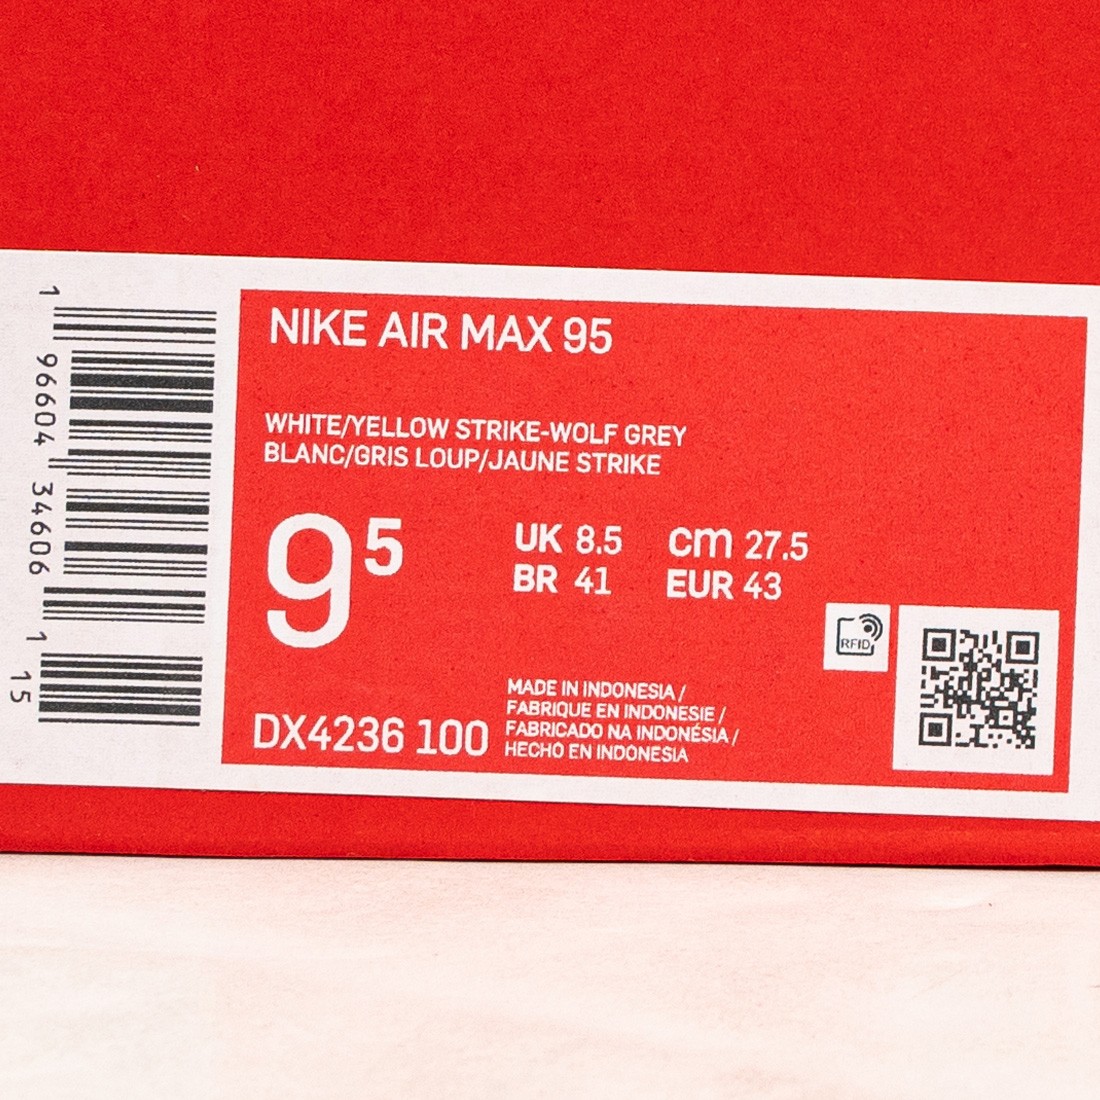 1 96604 34606 1 15
NIKE AIR MAX 95
WHITE/YELLOW STRIKE-WOLF GREY
BLANC/GRIS LOUP/JAUNE STRIKE
9 5
UK 8.5 cm 27.5
BR 41 EUR 43
RFID
DX4236 100
MADE IN INDONESIA /
FABRIQUE EN INDONESIE /
FABRICADO NA INDONÉSIA /
HECHO EN INDONESIA